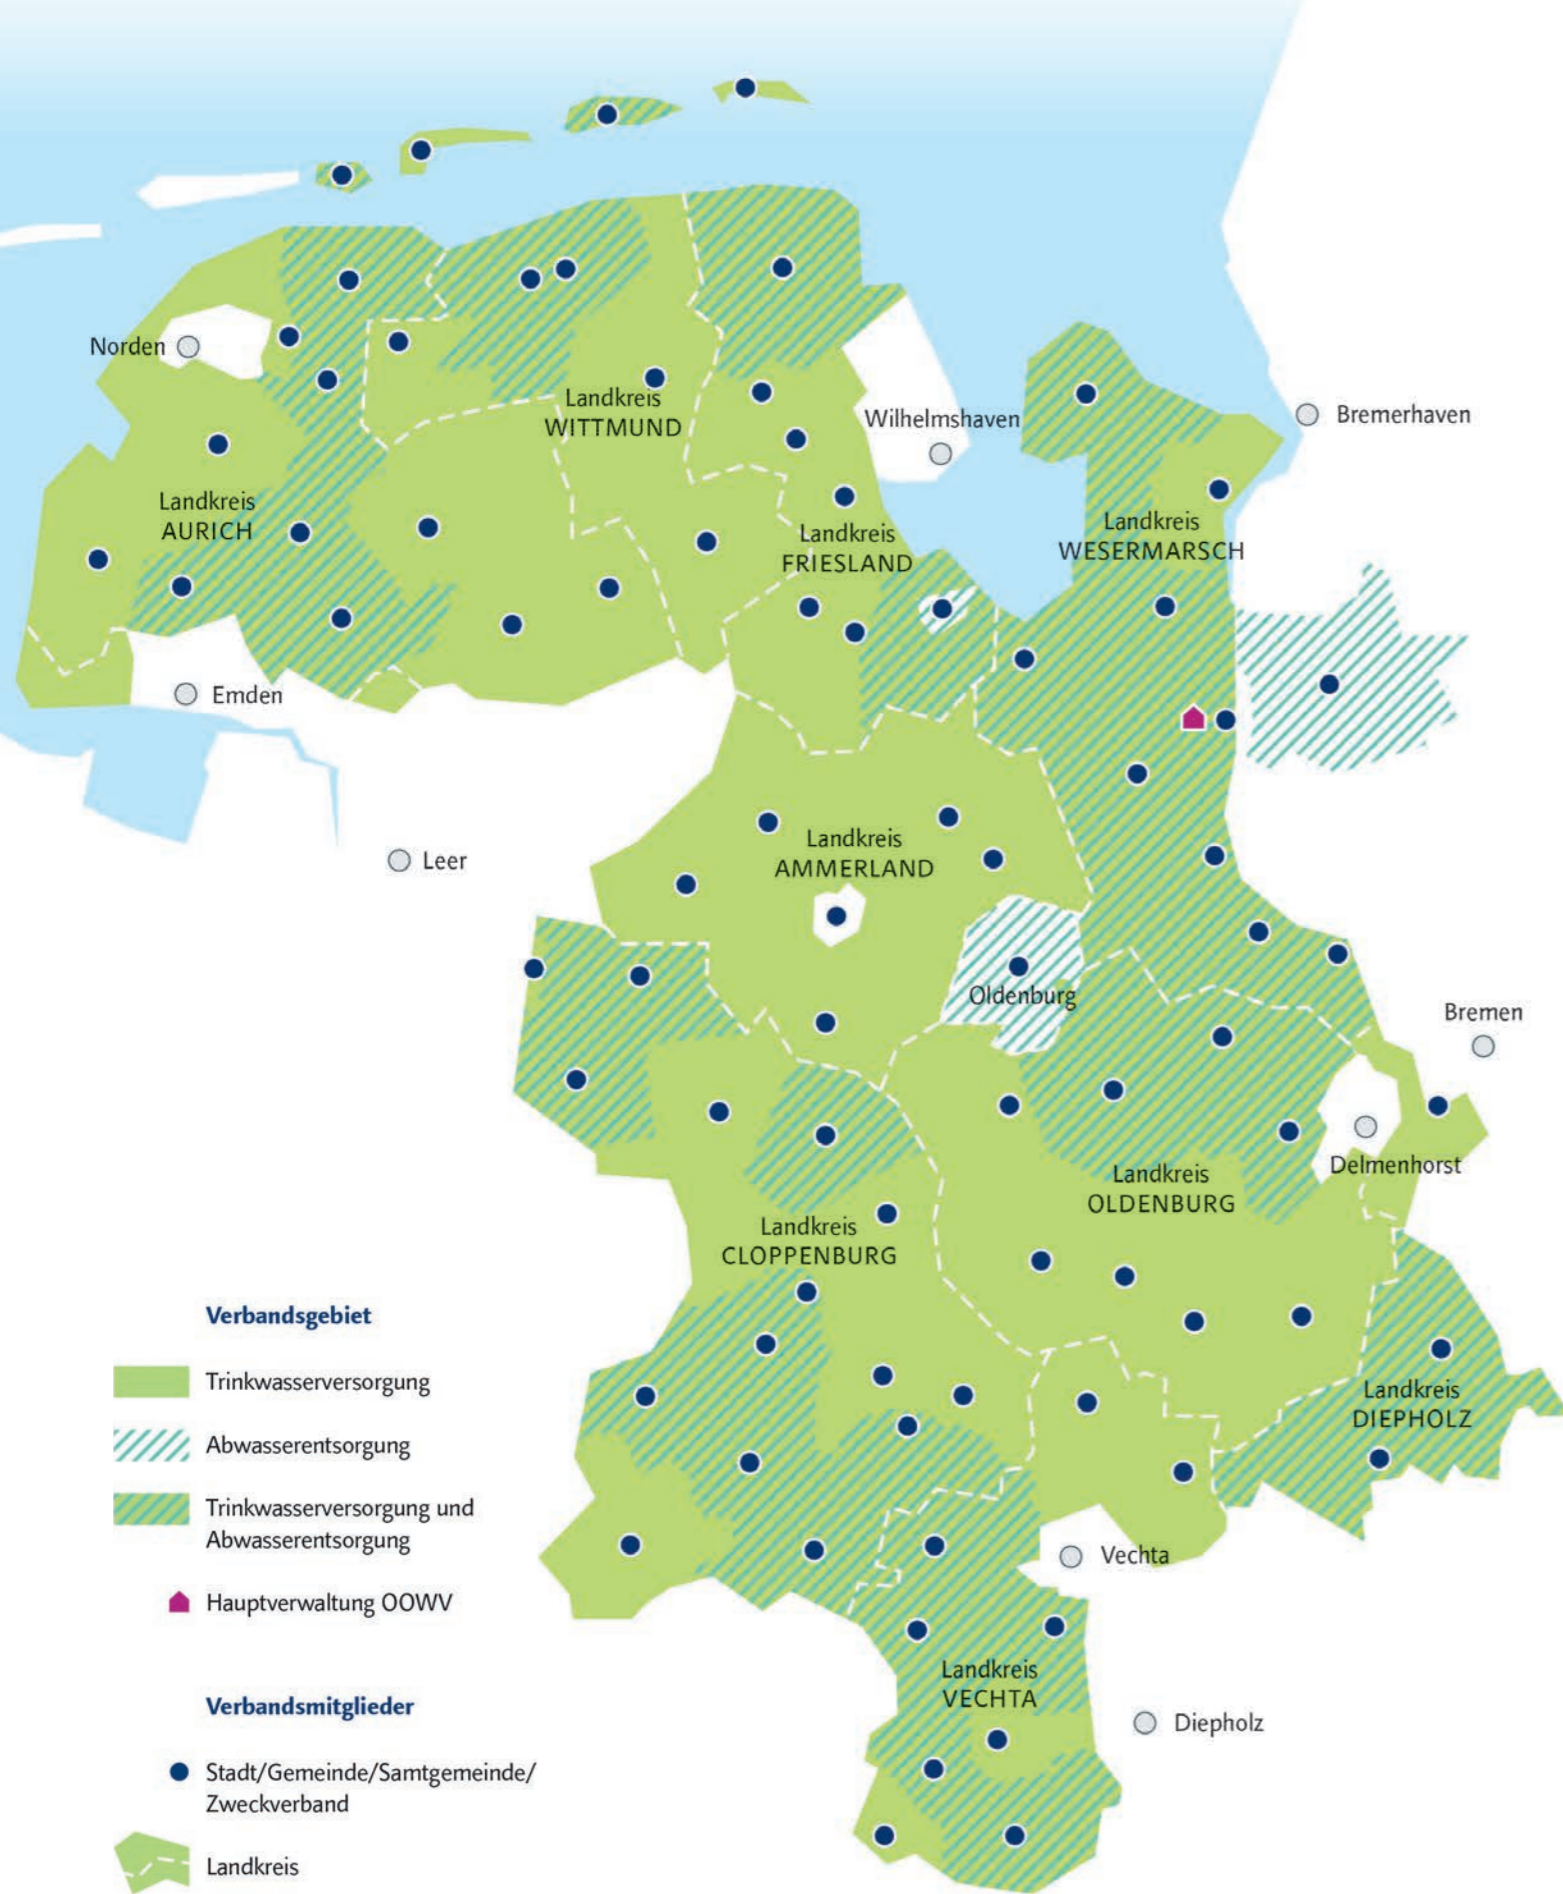 Norden
Landkreis
WITTMUND
Wilhelmshaven
Bremerhaven
Landkreis
AURICH
Landkreis
FRIESLAND
Landkreis
WESERMARSCH
Emden
Leer
Landkreis
AMMERLAND
Oldenburg
Bremen
Delmenhorst
Landkreis
OLDENBURG
Landkreis
CLOPPENBURG
Landkreis
DIEPHOLZ
Vechta
Landkreis
VECHTA
Diepholz
Verbandsgebiet
Trinkwasserversorgung
Abwasserentsorgung
Trinkwasserversorgung und
Abwasserentsorgung
Hauptverwaltung OOWV
Verbandsmitglieder
Stadt/Gemeinde/Samtgemeinde/
Zweckverband
Landkreis